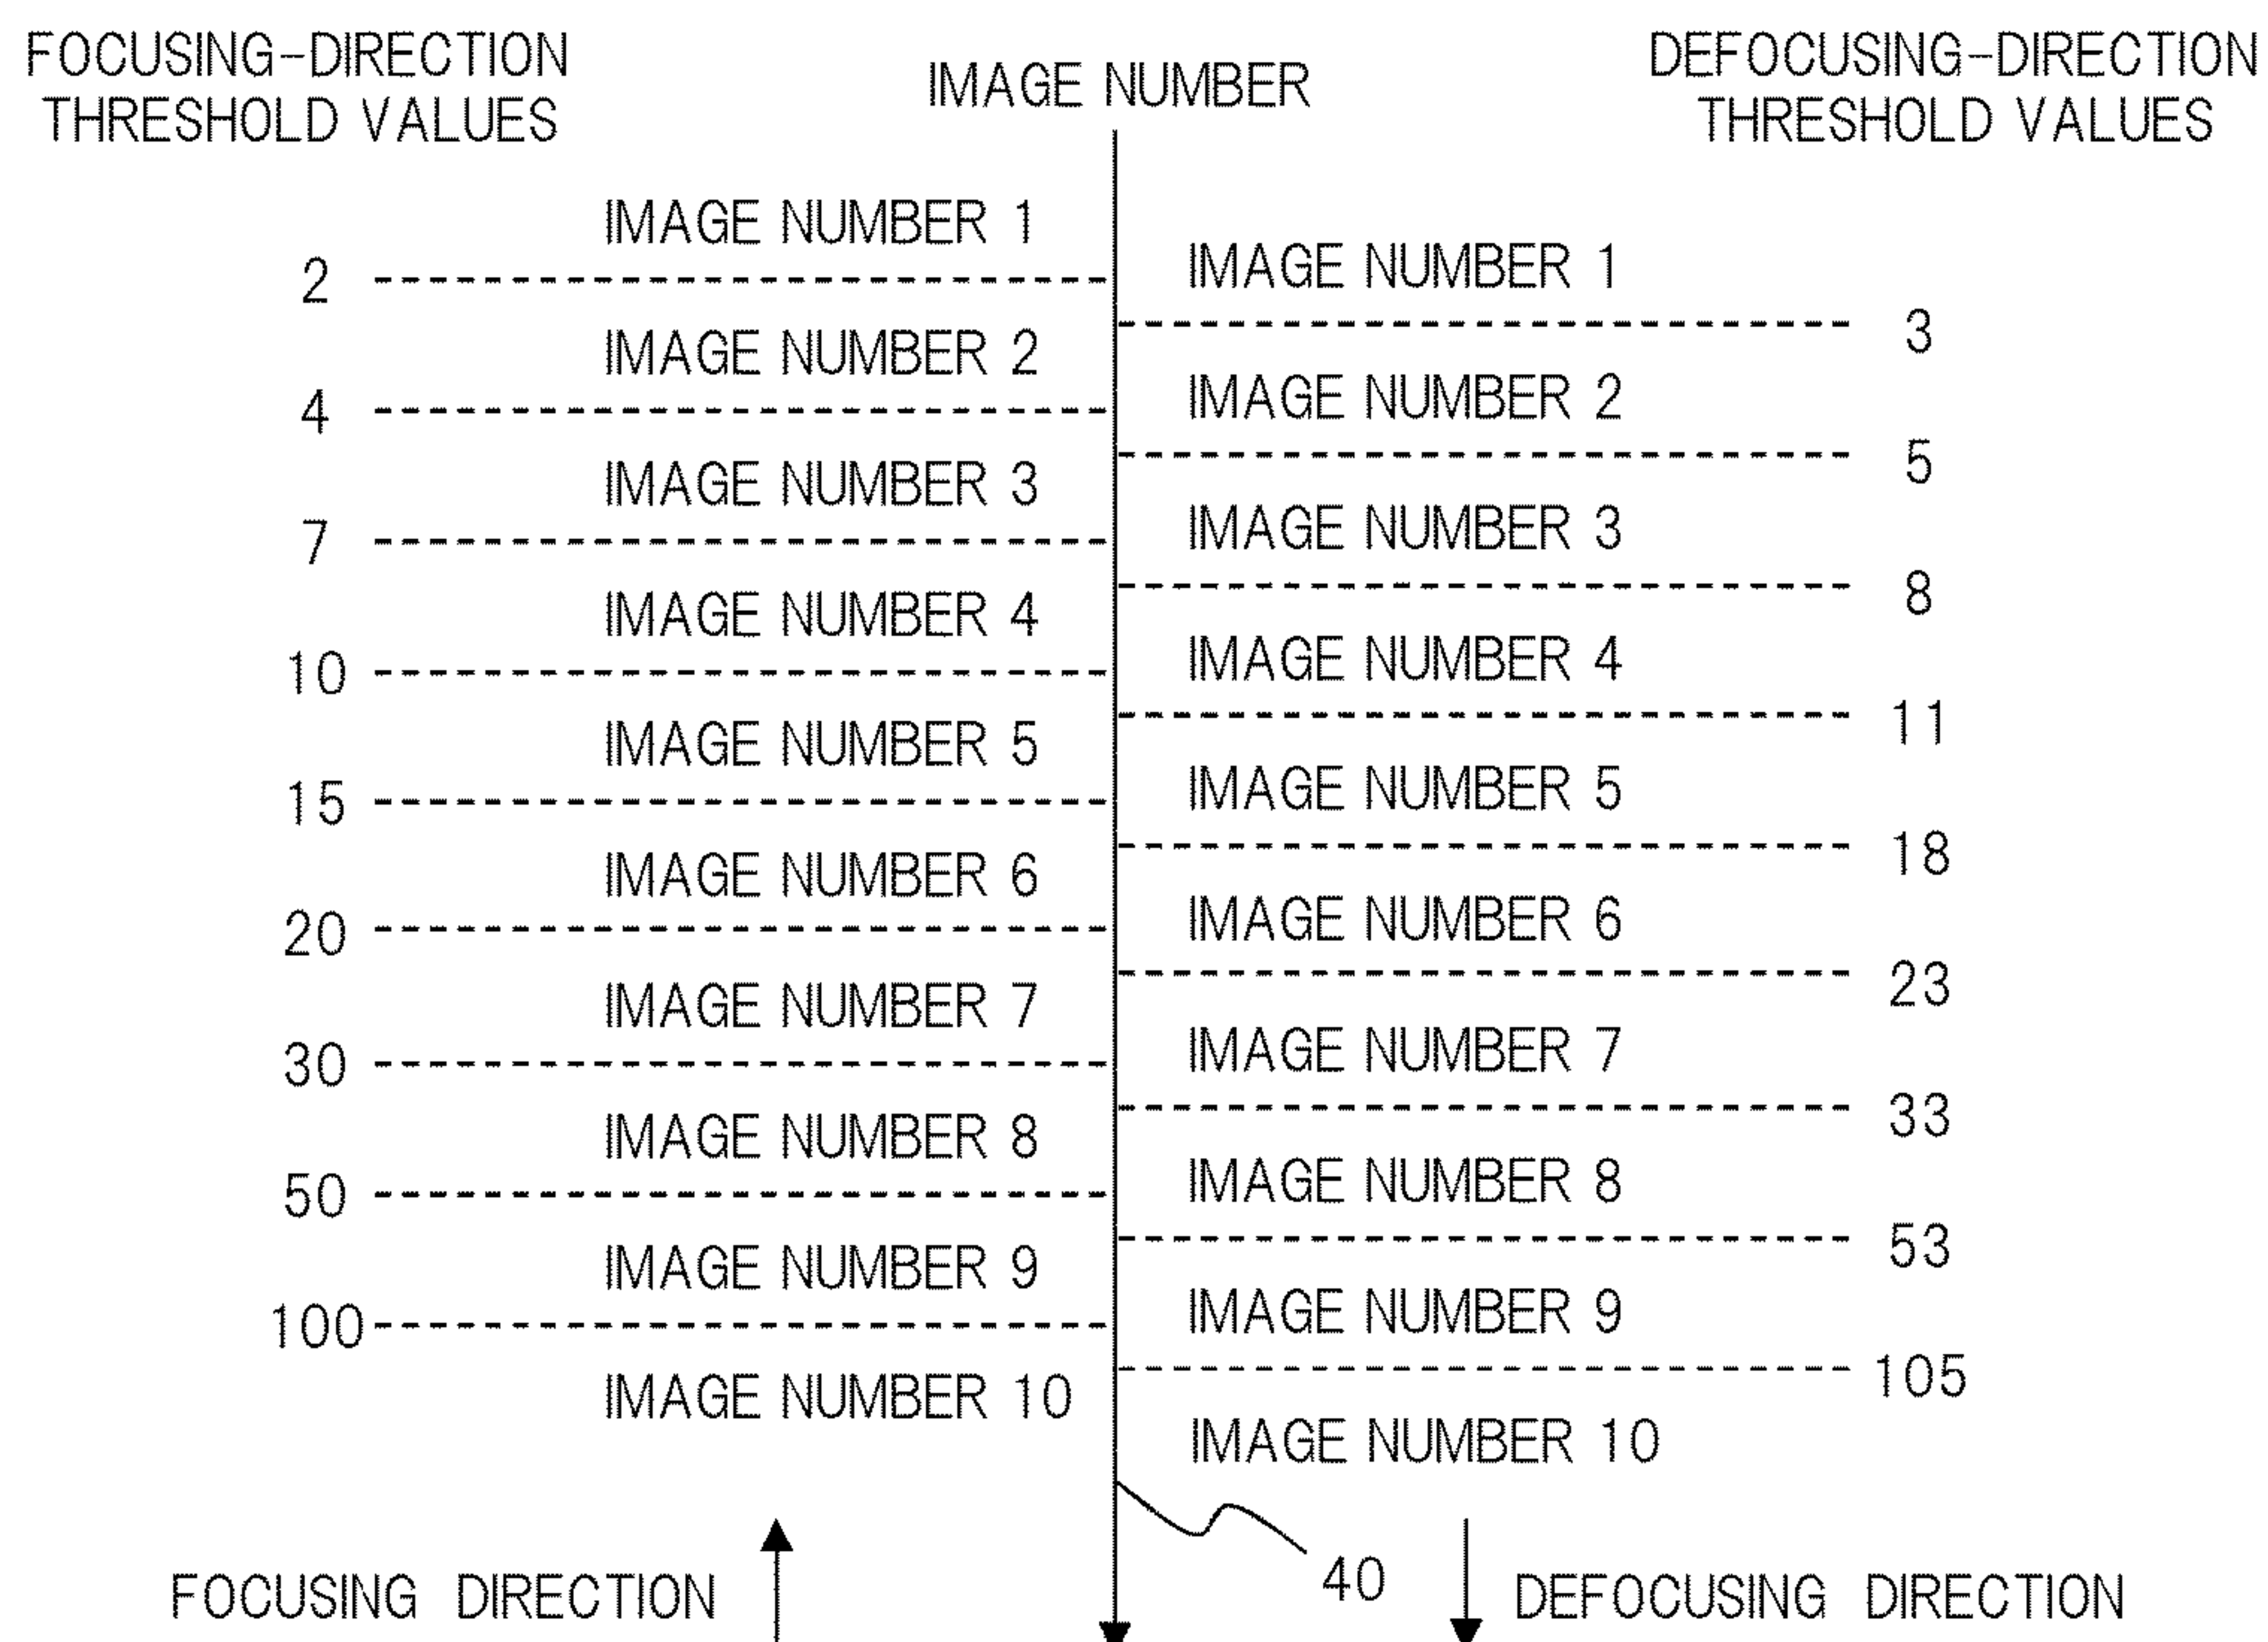 FOCUSING-DIRECTION
THRESHOLD VALUES
IMAGE NUMBER
DEFOCUSING-DIRECTION
THRESHOLD VALUES
IMAGE NUMBER 1
2
IMAGE NUMBER 1
3
IMAGE NUMBER 2
4
IMAGE NUMBER 2
5
IMAGE NUMBER 3
7
IMAGE NUMBER 3
8
IMAGE NUMBER 4
10
IMAGE NUMBER 4
11
IMAGE NUMBER 5
15
IMAGE NUMBER 5
18
IMAGE NUMBER 6
20
IMAGE NUMBER 6
23
IMAGE NUMBER 7
30
IMAGE NUMBER 7
33
IMAGE NUMBER 8
50
IMAGE NUMBER 8
53
IMAGE NUMBER 9
100
IMAGE NUMBER 9
105
IMAGE NUMBER 10
IMAGE NUMBER 10
40
FOCUSING DIRECTION
DEFOCUSING DIRECTION